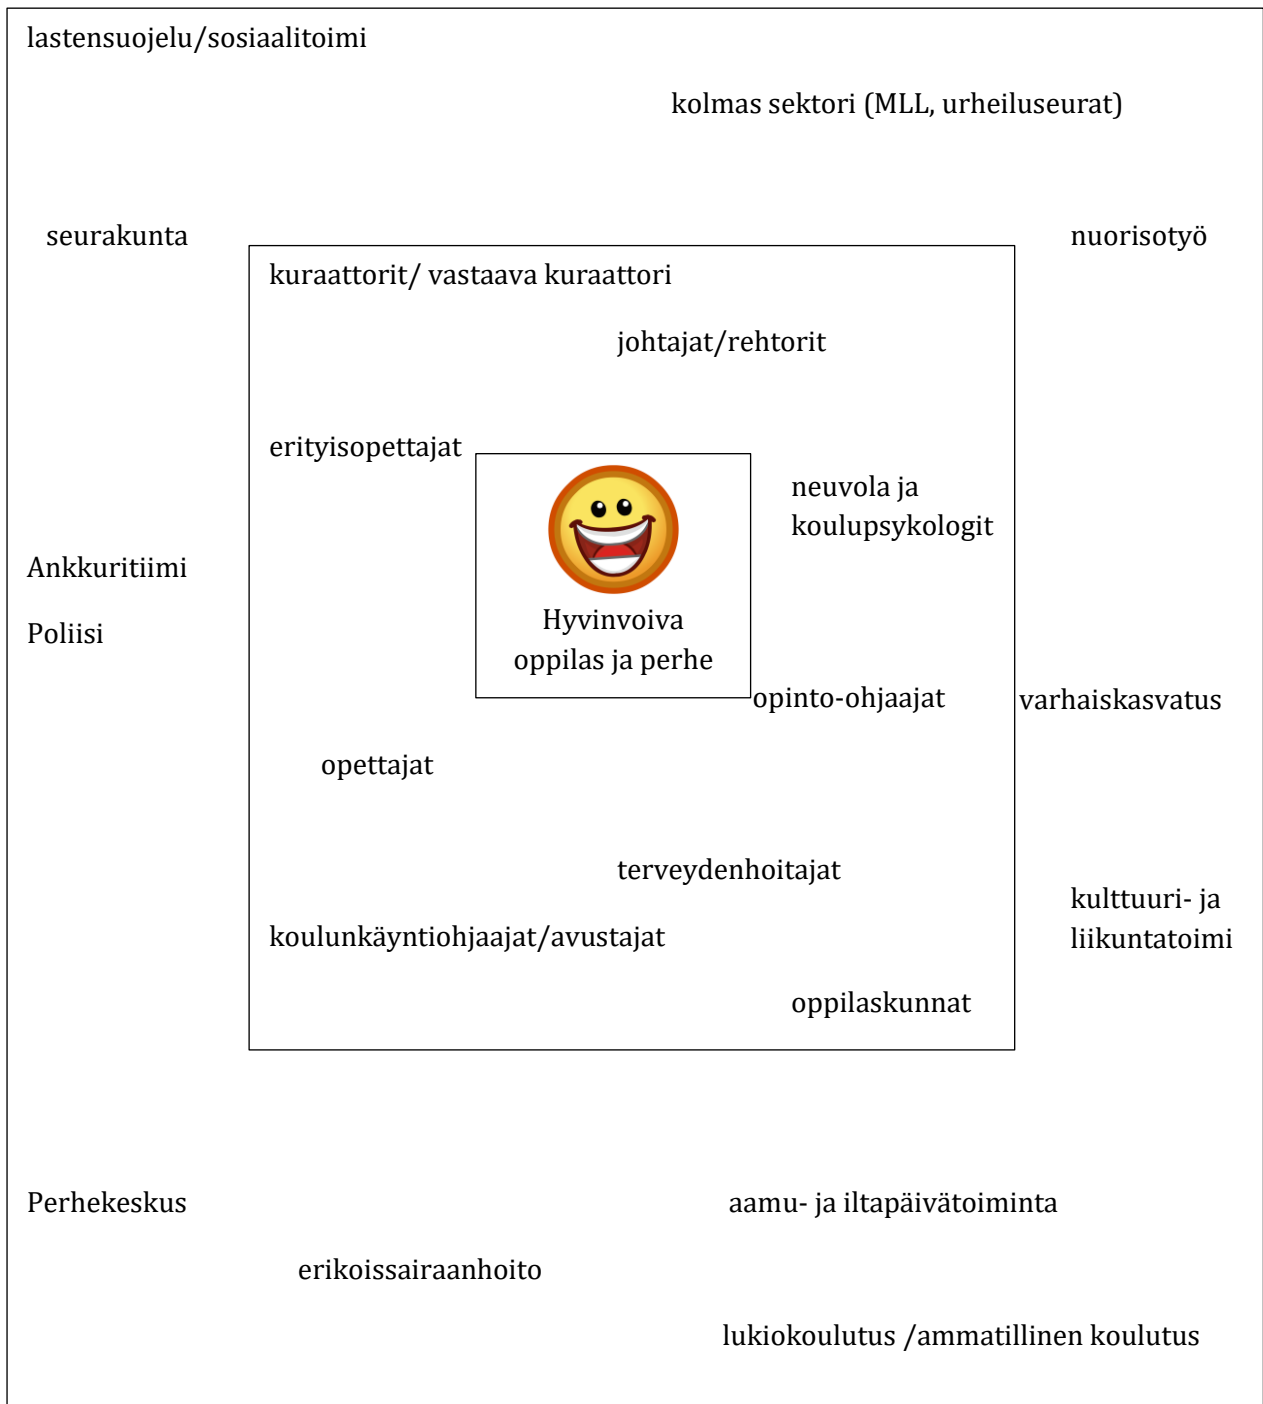 lastensuojelu/sosiaalitoimi
kolmas sektori (MLL, urheiluseurat)
seurakunta
nuorisotyö
kuraattorit/ vastaava kuraattori
johtajat/rehtorit
erityisopettajat
neuvola ja
koulupsykologit
Ankkuritiimi
Poliisi
Hyvinvoiva
oppilas ja perhe
opinto-ohjaajat
varhaiskasvatus
opettajat
terveydenhoitajat
kulttuuri- ja
liikuntatoimi
koulunkäyntiohjaajat/avustajat
oppilaskunnat
Perhekeskus
aamu- ja iltapäivätoiminta
erikoissairaanhoito
lukiokoulutus /ammatillinen koulutus